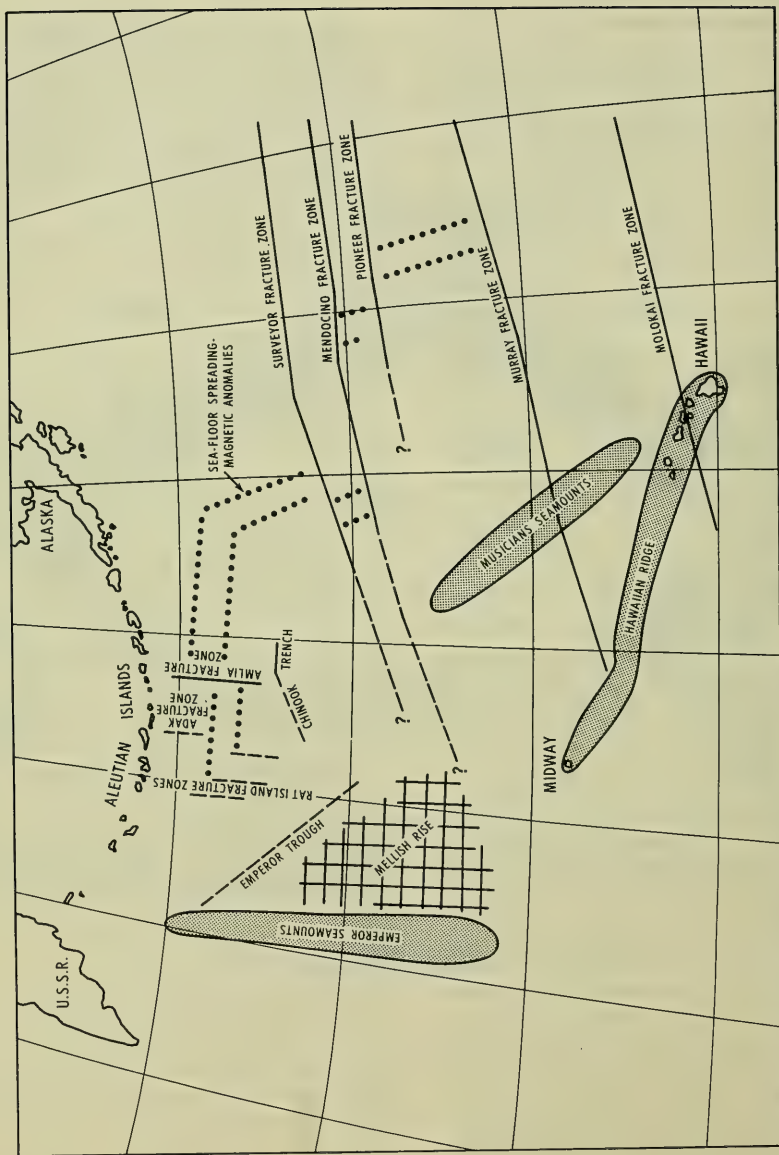 U.S.S.R.
ALASKA
ALEUTIAN ISLANDS
SEA-FLOOR SPREADING-
MAGNETIC ANOMALIES
SURVEYOR FRACTURE ZONE
MENDOCINO FRACTURE ZONE
PIONEER FRACTURE ZONE
MURRAY FRACTURE ZONE
MOLOKAI FRACTURE ZONE
AMLIA FRACTURE
ZONE
ADAK
FRACTURE
ZONE
RAT ISLAND FRACTURE ZONES
CHINOOK TRENCH
EMPEROR TROUGH
EMPEROR SEAMOUNTS
MELLISH RISE
?
?
?
MUSICIANS SEAMOUNTS
MIDWAY
HAWAIIAN RIDGE
HAWAII